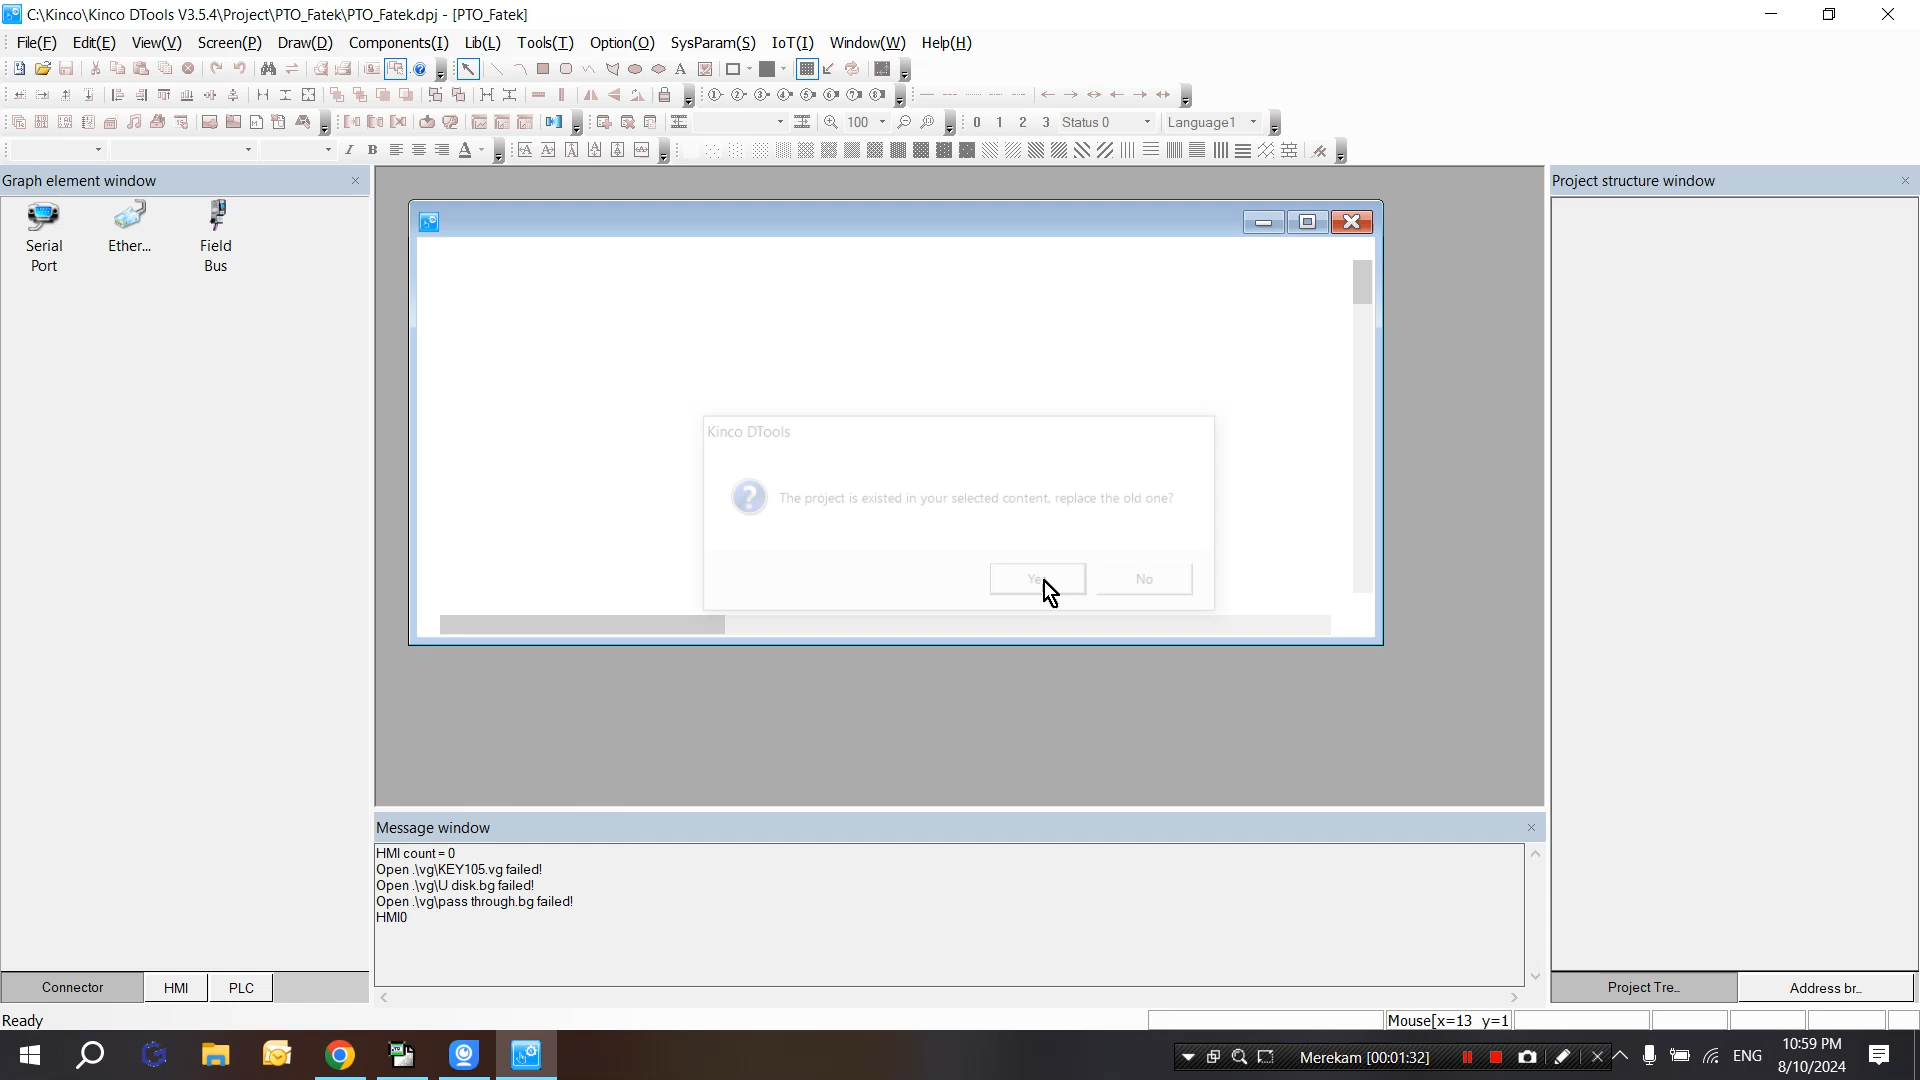 C:\Kinco\Kinco DTools V3.5.4\Project\PTO_Fatek\PTO_Fatek.dpj - [PTO_Fatek]
File(F) Edit(E) View(V) Screen(P) Draw(D) Components(I) Lib(L) Tools(T) Option(O) SysParam(S) IoT(I) Window(W) Help(H)
100 0 1 2 3 Status 0 Language1
Graph element window
Project structure window
Serial Port
Ether...
Field Bus
Kinco DTools
The project is existed in your selected content, replace the old one?
No
Message window
HMI count = 0
Open .\vg\KEY105.vg failed!
Open .\vg\U disk.bg failed!
Open .\vg\pass through.bg failed!
HMI0
Connector HMI PLC
Project Tre...
Address br...
Ready
Mouse[x=13 y=1
Merekam [00:01:32]
ENG
10:59 PM
8/10/2024